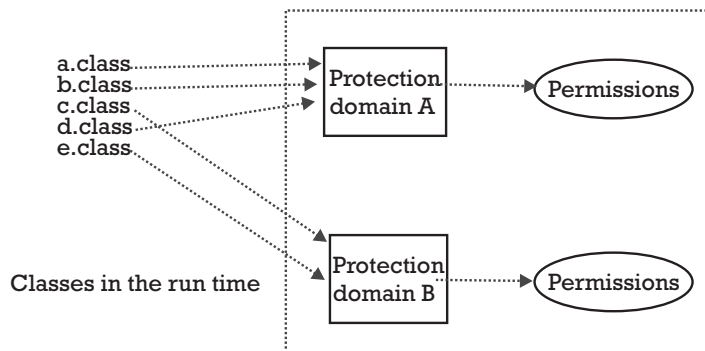 a.class
b.class
c.class
d.class
e.class
Protection
domain A
Permissions
Protection
domain B
Permissions
Classes in the run time